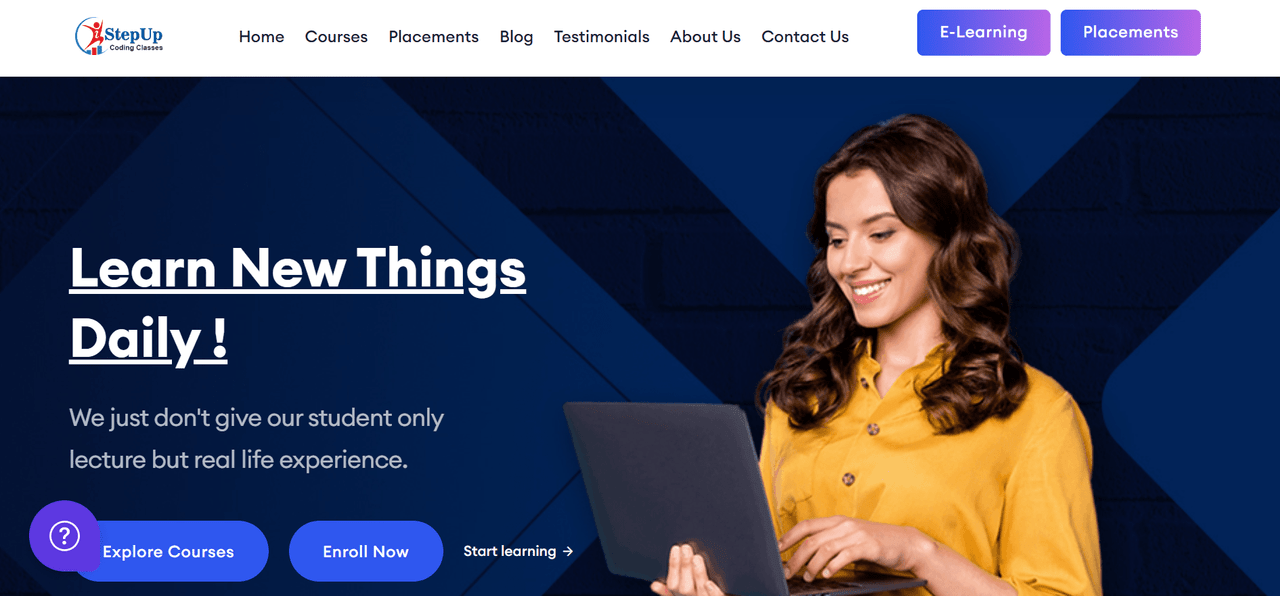 StepUp
Coding Classes
Home Courses Placements Blog Testimonials About Us Contact Us
E-Learning Placements
Learn New Things
Daily !
We just don't give our student only
lecture but real life experience.
?
Explore Courses Enroll Now Start learning →